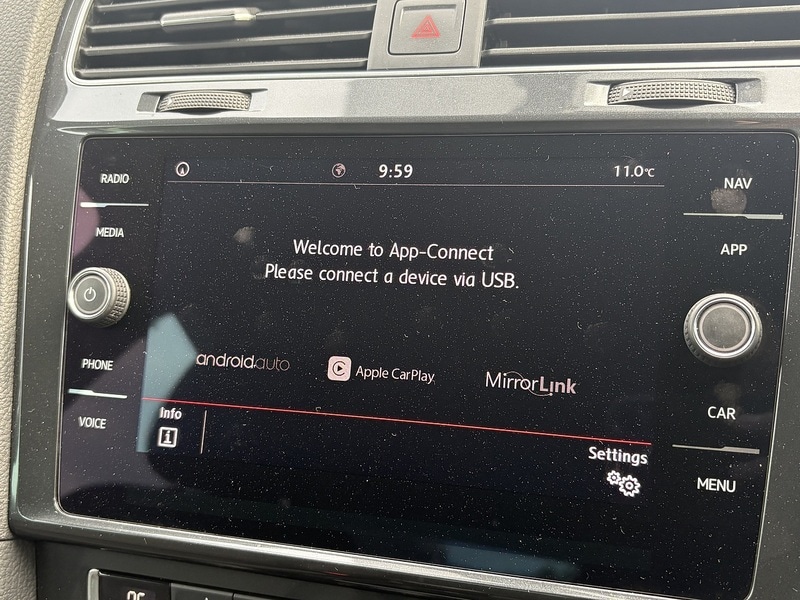 RADIO
MEDIA
PHONE
VOICE
9:59
11.0°C
Welcome to App-Connect
Please connect a device via USB.
androidauto
Apple CarPlay
MirrorLink
Info
i
Settings
NAV
APP
CAR
MENU